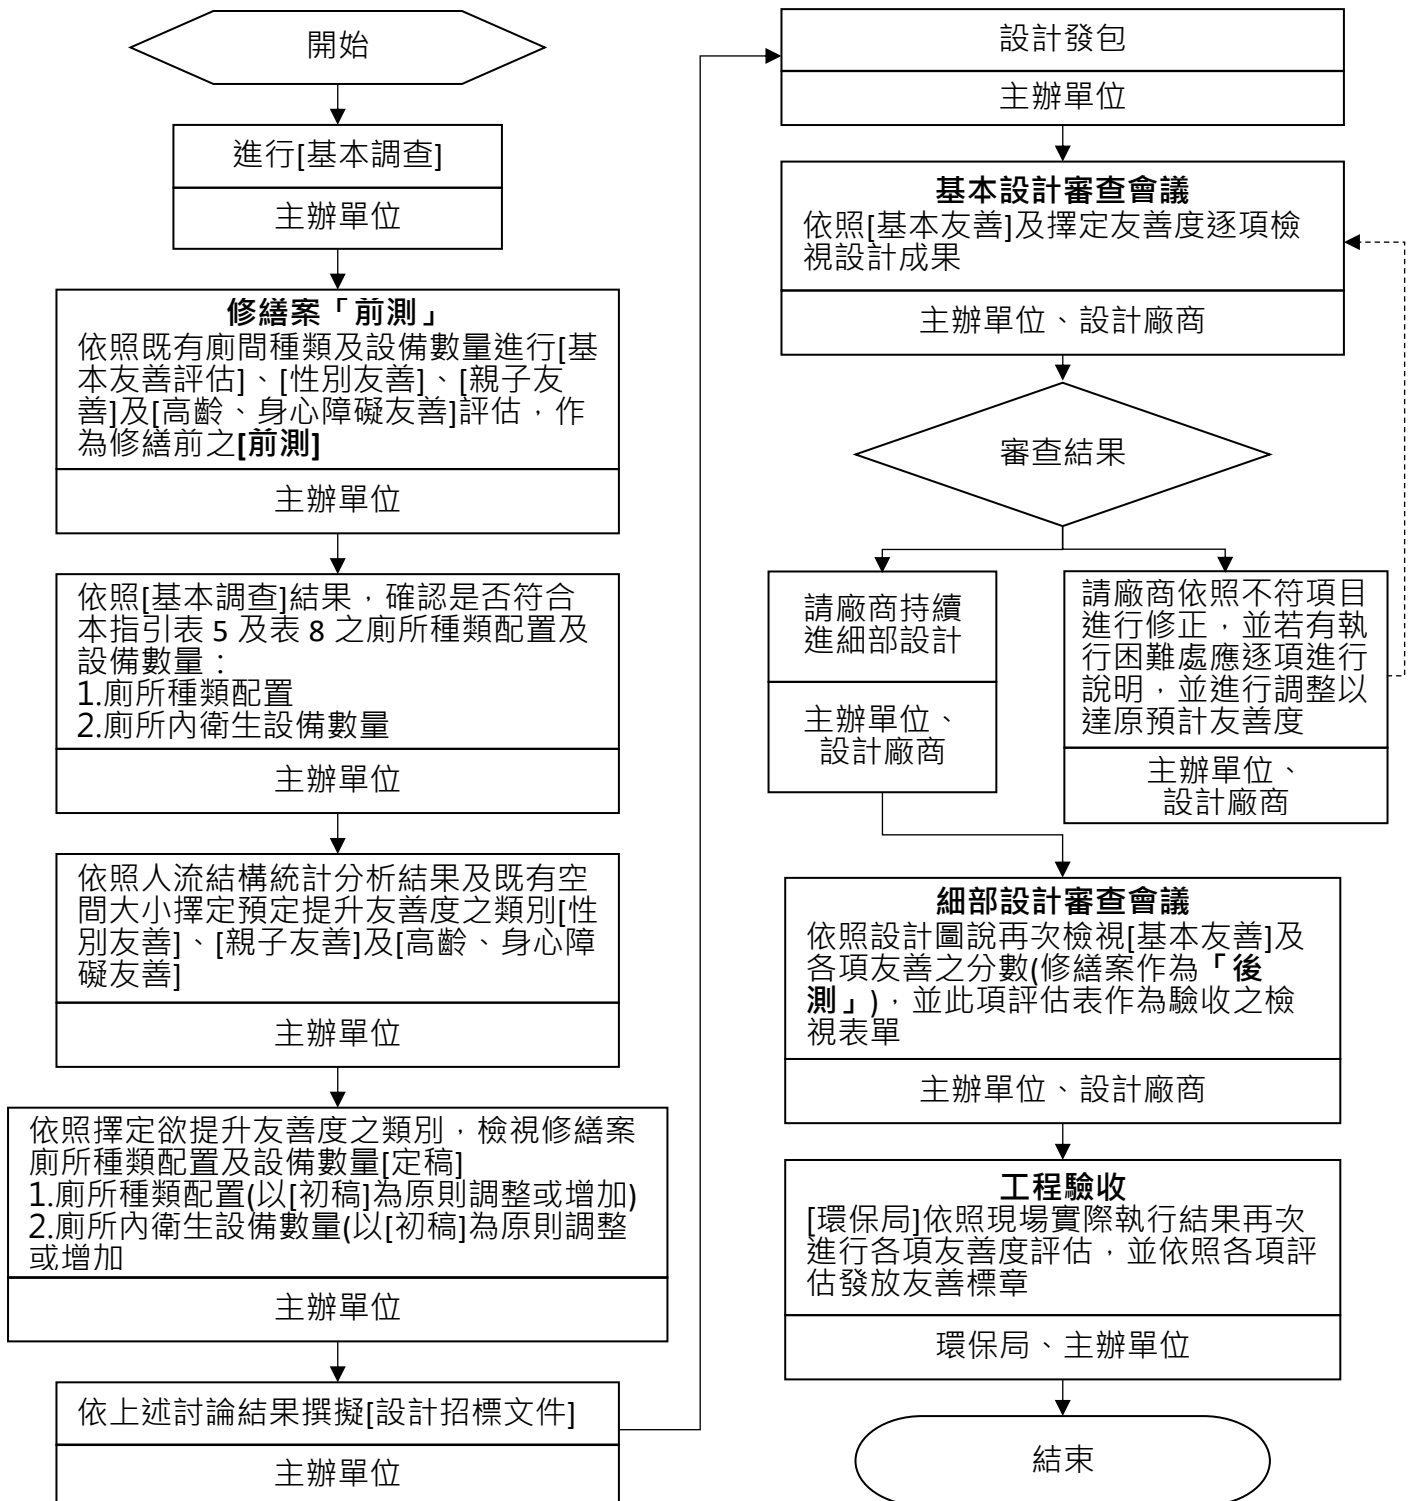 開始
進行[基本調查]
主辦單位
修繕案「前測」
依照既有廁間種類及設備數量進行[基
本友善評估]、[性別友善]、[親子友
善]及[高齡、身心障礙友善]評估，作
為修繕前之[前測]
主辦單位
依照[基本調查]結果，確認是否符合
本指引表 5 及表 8 之廁所種類配置及
設備數量：
1.廁所種類配置
2.廁所內衛生設備數量
主辦單位
依照人流結構統計分析結果及既有空
間大小擇定預定提升友善度之類別[性
別友善]、[親子友善]及[高齡、身心障
礙友善]
主辦單位
依照擇定欲提升友善度之類別，檢視修繕案
廁所種類配置及設備數量[定稿]
1.廁所種類配置(以[初稿]為原則調整或增加)
2.廁所內衛生設備數量(以[初稿]為原則調整
或增加
主辦單位
依上述討論結果撰擬[設計招標文件]
主辦單位
設計發包
主辦單位
基本設計審查會議
依照[基本友善]及擇定友善度逐項檢
視設計成果
主辦單位、設計廠商
審查結果
請廠商持續
進細部設計
主辦單位、
設計廠商
請廠商依照不符項目
進行修正，並若有執
行困難處應逐項進行
說明，並進行調整以
達原預計友善度
主辦單位、
設計廠商
細部設計審查會議
依照設計圖說再次檢視[基本友善]及
各項友善之分數(修繕案作為「後
測」)，並此項評估表作為驗收之檢
視表單
主辦單位、設計廠商
工程驗收
[環保局]依照現場實際執行結果再次
進行各項友善度評估，並依照各項評
估發放友善標章
環保局、主辦單位
結束